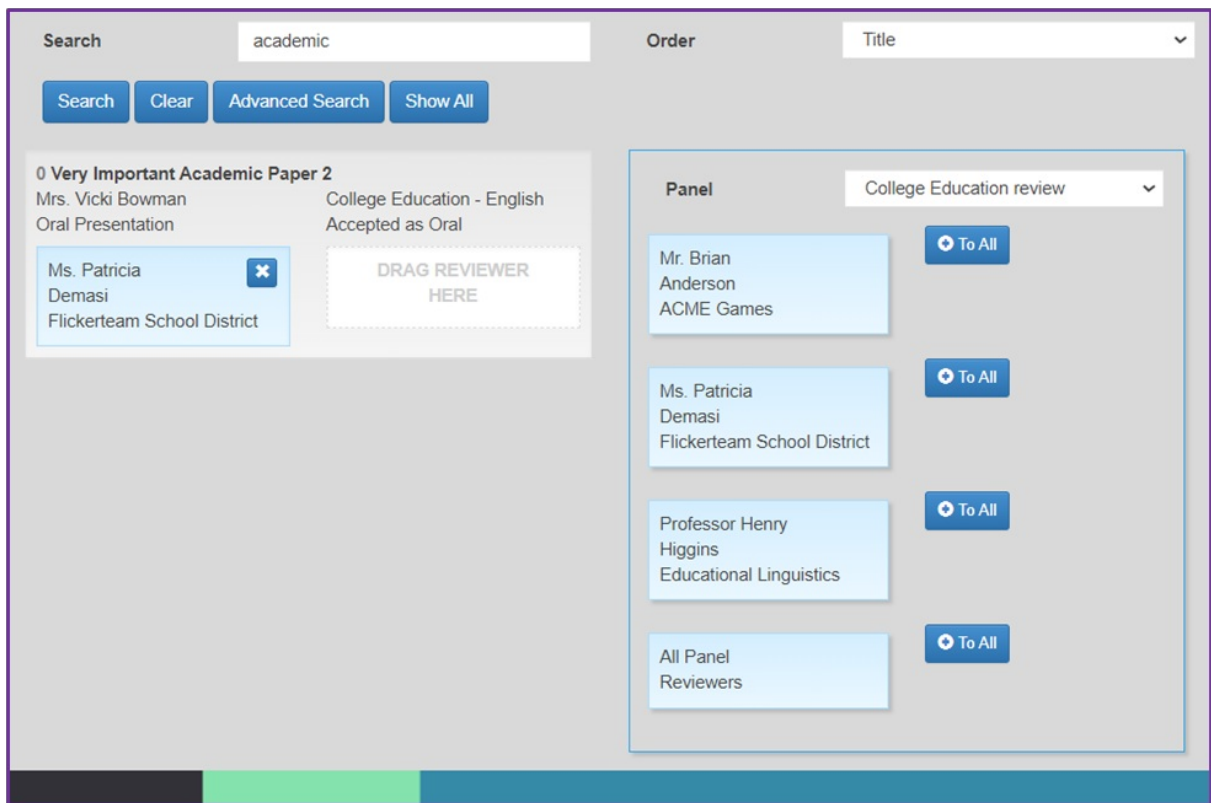 Search
academic
Order
Title
Search
Clear
Advanced Search
Show All
0 Very Important Academic Paper 2
Mrs. Vicki Bowman
College Education - English
Oral Presentation
Accepted as Oral
Ms. Patricia
Demasi
Flickerteam School District
DRAG REVIEWER
HERE
Panel
College Education review
Mr. Brian
Anderson
ACME Games
To All
Ms. Patricia
Demasi
Flickerteam School District
To All
Professor Henry
Higgins
Educational Linguistics
To All
All Panel
Reviewers
To All